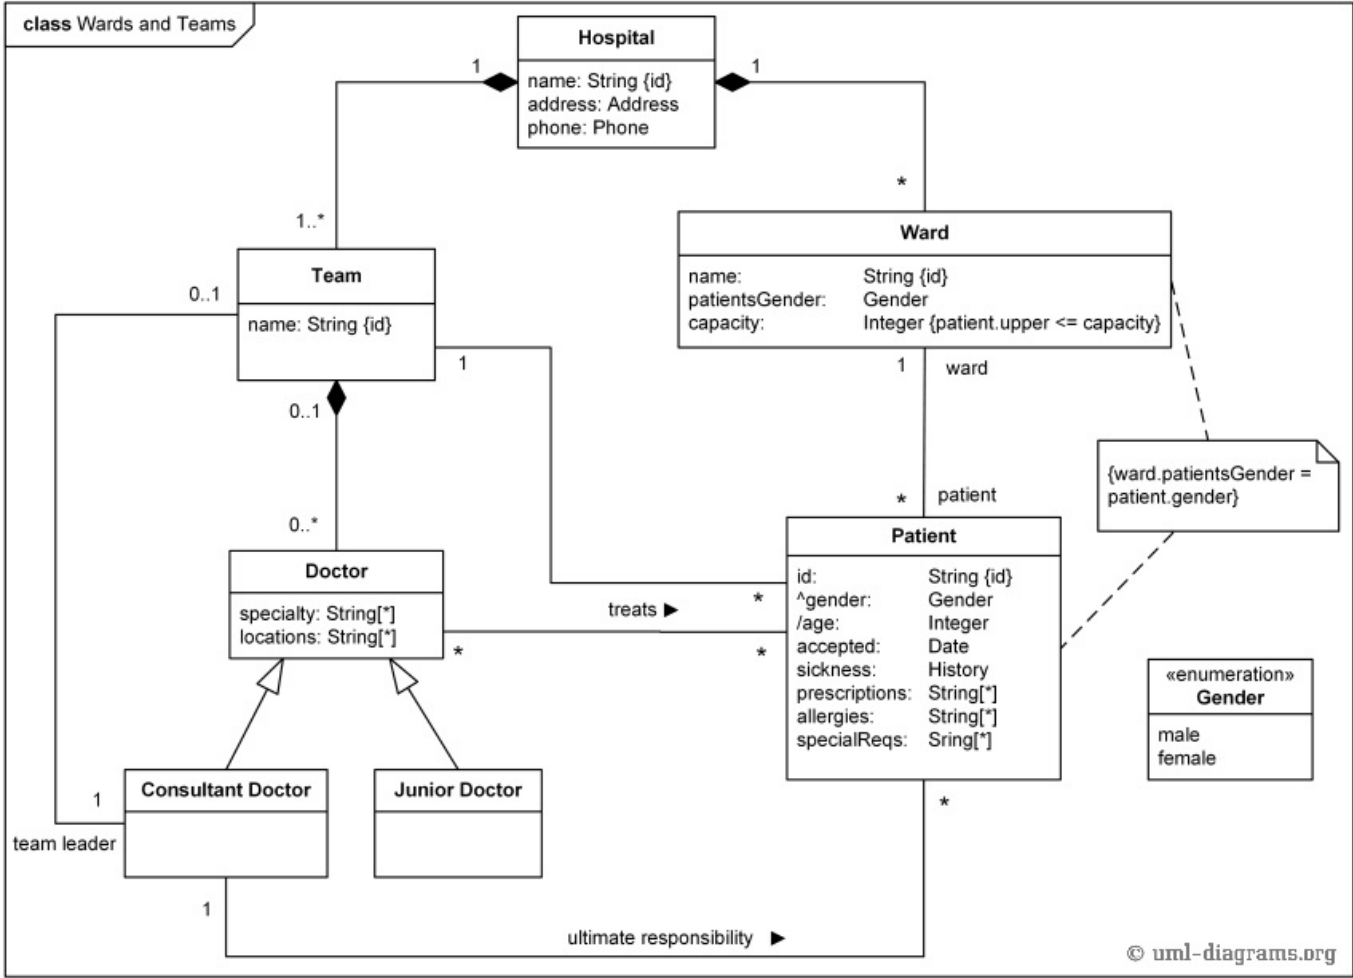 class Wards and Teams
Hospital
name: String {id}
address: Address
phone: Phone
1
1
1..*
*
Team
name: String {id}
0..1
1
0..1
0..*
Ward
name: String {id}
patientsGender: Gender
capacity: Integer {patient.upper <= capacity}
1 ward
* patient
{ward.patientsGender =
patient.gender}
Doctor
specialty: String[*]
locations: String[*]
treats ►
*
*
*
Patient
id: String {id}
^gender: Gender
/age: Integer
accepted: Date
sickness: History
prescriptions: String[*]
allergies: String[*]
specialReqs: Sring[*]
«enumeration»
Gender
male
female
Consultant Doctor
Junior Doctor
1
team leader
1
*
ultimate responsibility ►
© uml-diagrams.org